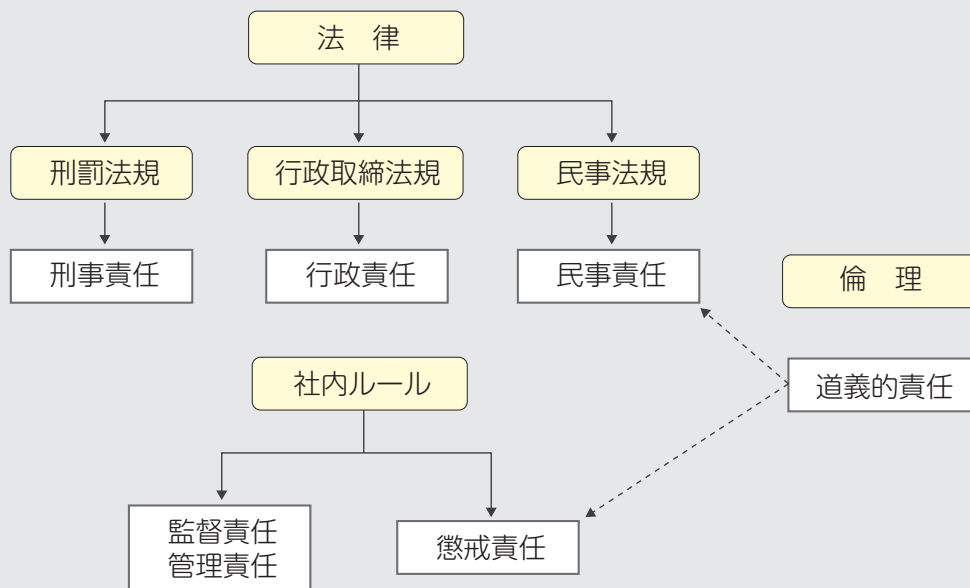 法　律
刑罰法規
行政取締法規
民事法規
刑事責任
行政責任
民事責任
倫　理
社内ルール
道義的責任
監督責任
管理責任
懲戒責任